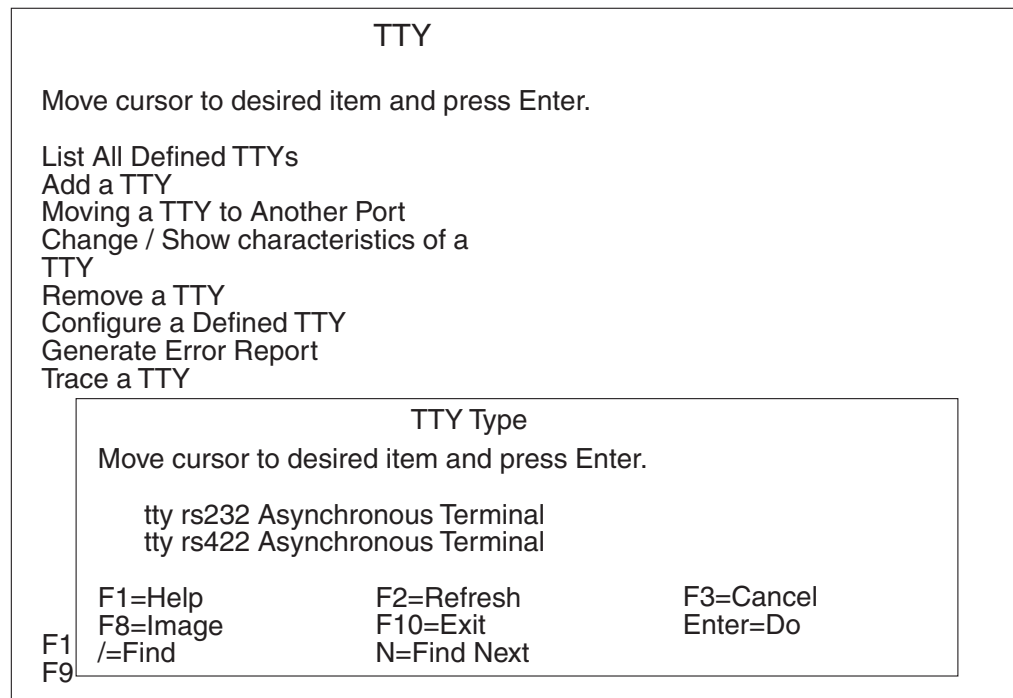 TTY
Move cursor to desired item and press Enter.
List All Defined TTYs
Add a TTY
Moving a TTY to Another Port
Change / Show characteristics of a
TTY
Remove a TTY
Configure a Defined TTY
Generate Error Report
Trace a TTY
TTY Type
Move cursor to desired item and press Enter.
tty rs232 Asynchronous Terminal
tty rs422 Asynchronous Terminal
F1=Help F2=Refresh F3=Cancel
F8=Image F10=Exit Enter=Do
F1 /=Find N=Find Next
F9